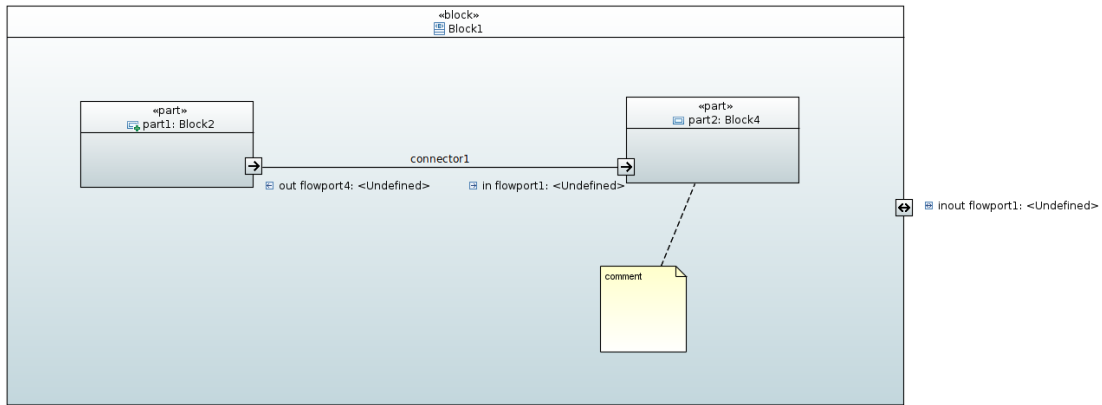 «block»
Block1
«part»
part1: Block2
«part»
part2: Block4
connector1
out flowport4: <Undefined>
in flowport1: <Undefined>
inout flowport1: <Undefined>
comment